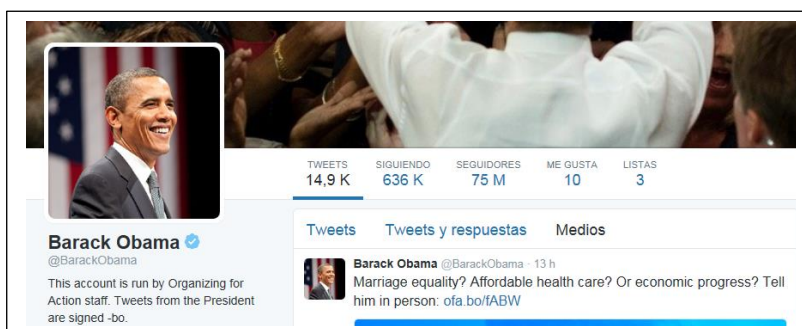 TWEETS SIGUIENDO SEGUIDORES ME GUSTA LISTAS
14,9 K 636 K 75 M 10 3
Barack Obama
@BarackObama
This account is run by Organizing for
Action staff. Tweets from the President
are signed -bo.
Tweets Tweets y respuestas Medios
Barack Obama @BarackObama · 13 h
Marriage equality? Affordable health care? Or economic progress? Tell
him in person: ofa.bo/fABW